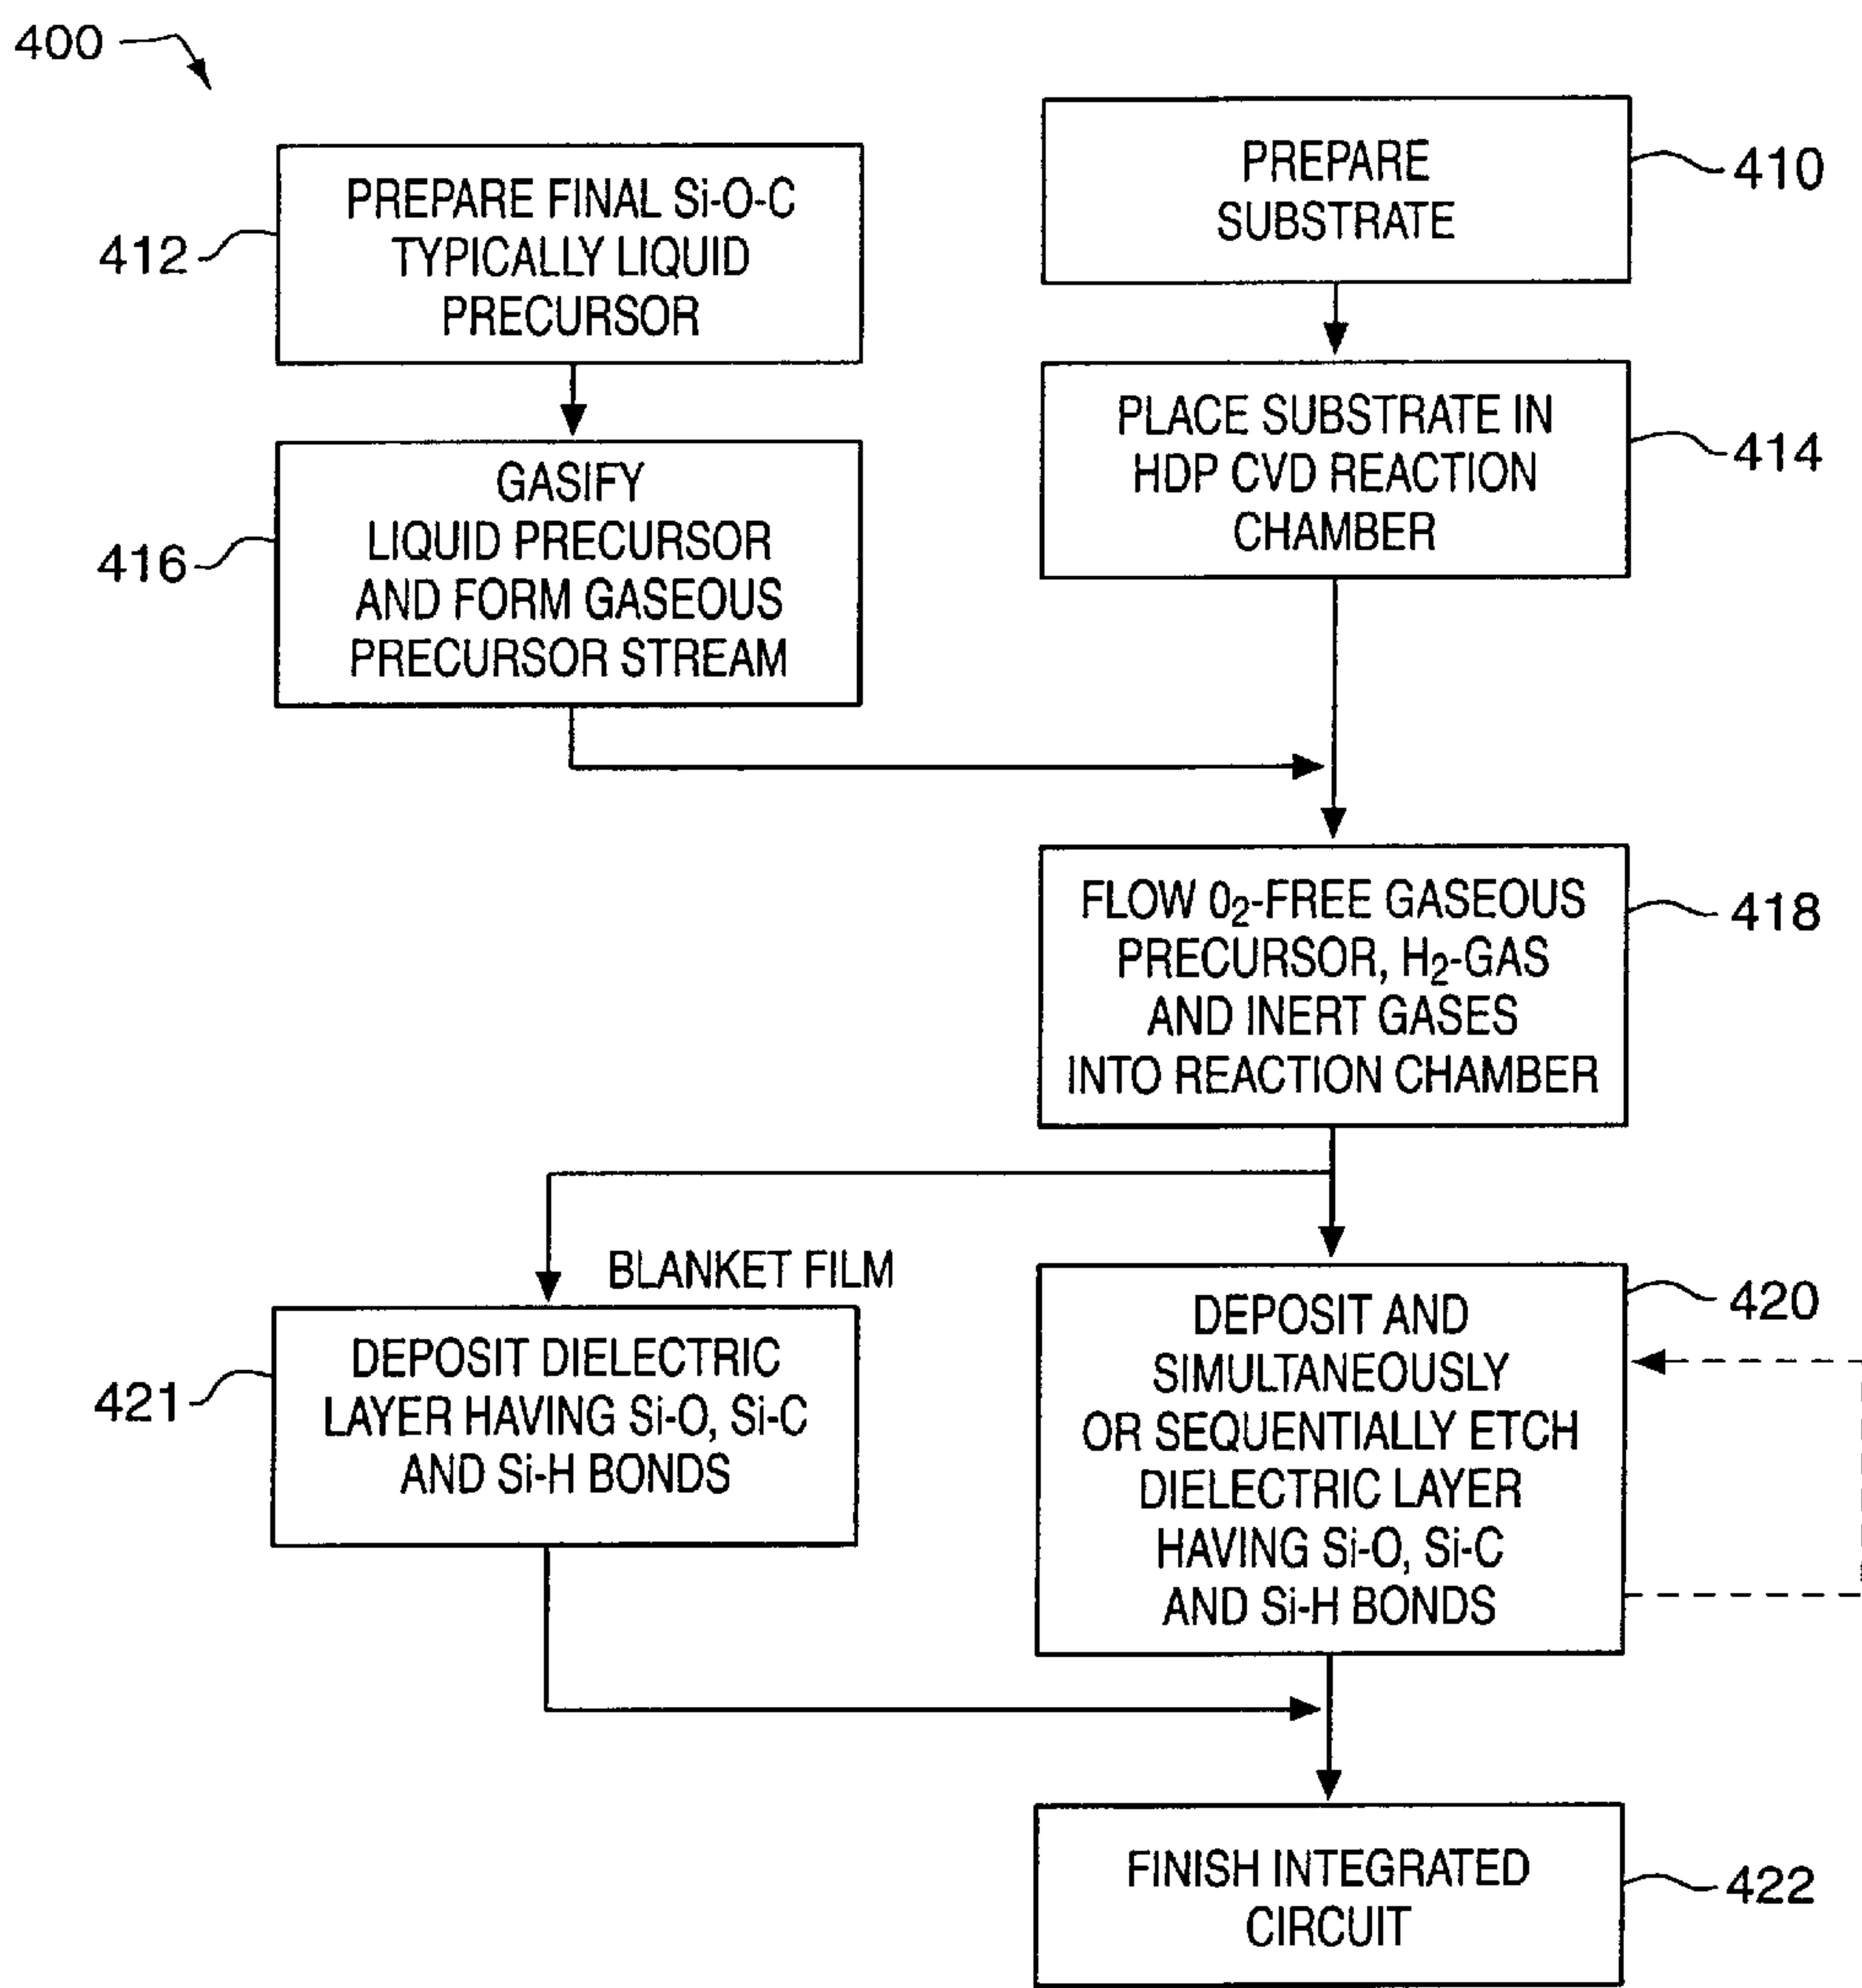 400
PREPARE
SUBSTRATE
410
PREPARE FINAL Si-O-C
TYPICALLY LIQUID
PRECURSOR
412
PLACE SUBSTRATE IN
HDP CVD REACTION
CHAMBER
414
GASIFY
LIQUID PRECURSOR
AND FORM GASEOUS
PRECURSOR STREAM
416
FLOW O₂-FREE GASEOUS
PRECURSOR, H₂-GAS
AND INERT GASES
INTO REACTION CHAMBER
418
BLANKET FILM
DEPOSIT DIELECTRIC
LAYER HAVING Si-O, Si-C
AND Si-H BONDS
421
DEPOSIT AND
SIMULTANEOUSLY
OR SEQUENTIALLY ETCH
DIELECTRIC LAYER
HAVING Si-O, Si-C
AND Si-H BONDS
420
FINISH INTEGRATED
CIRCUIT
422